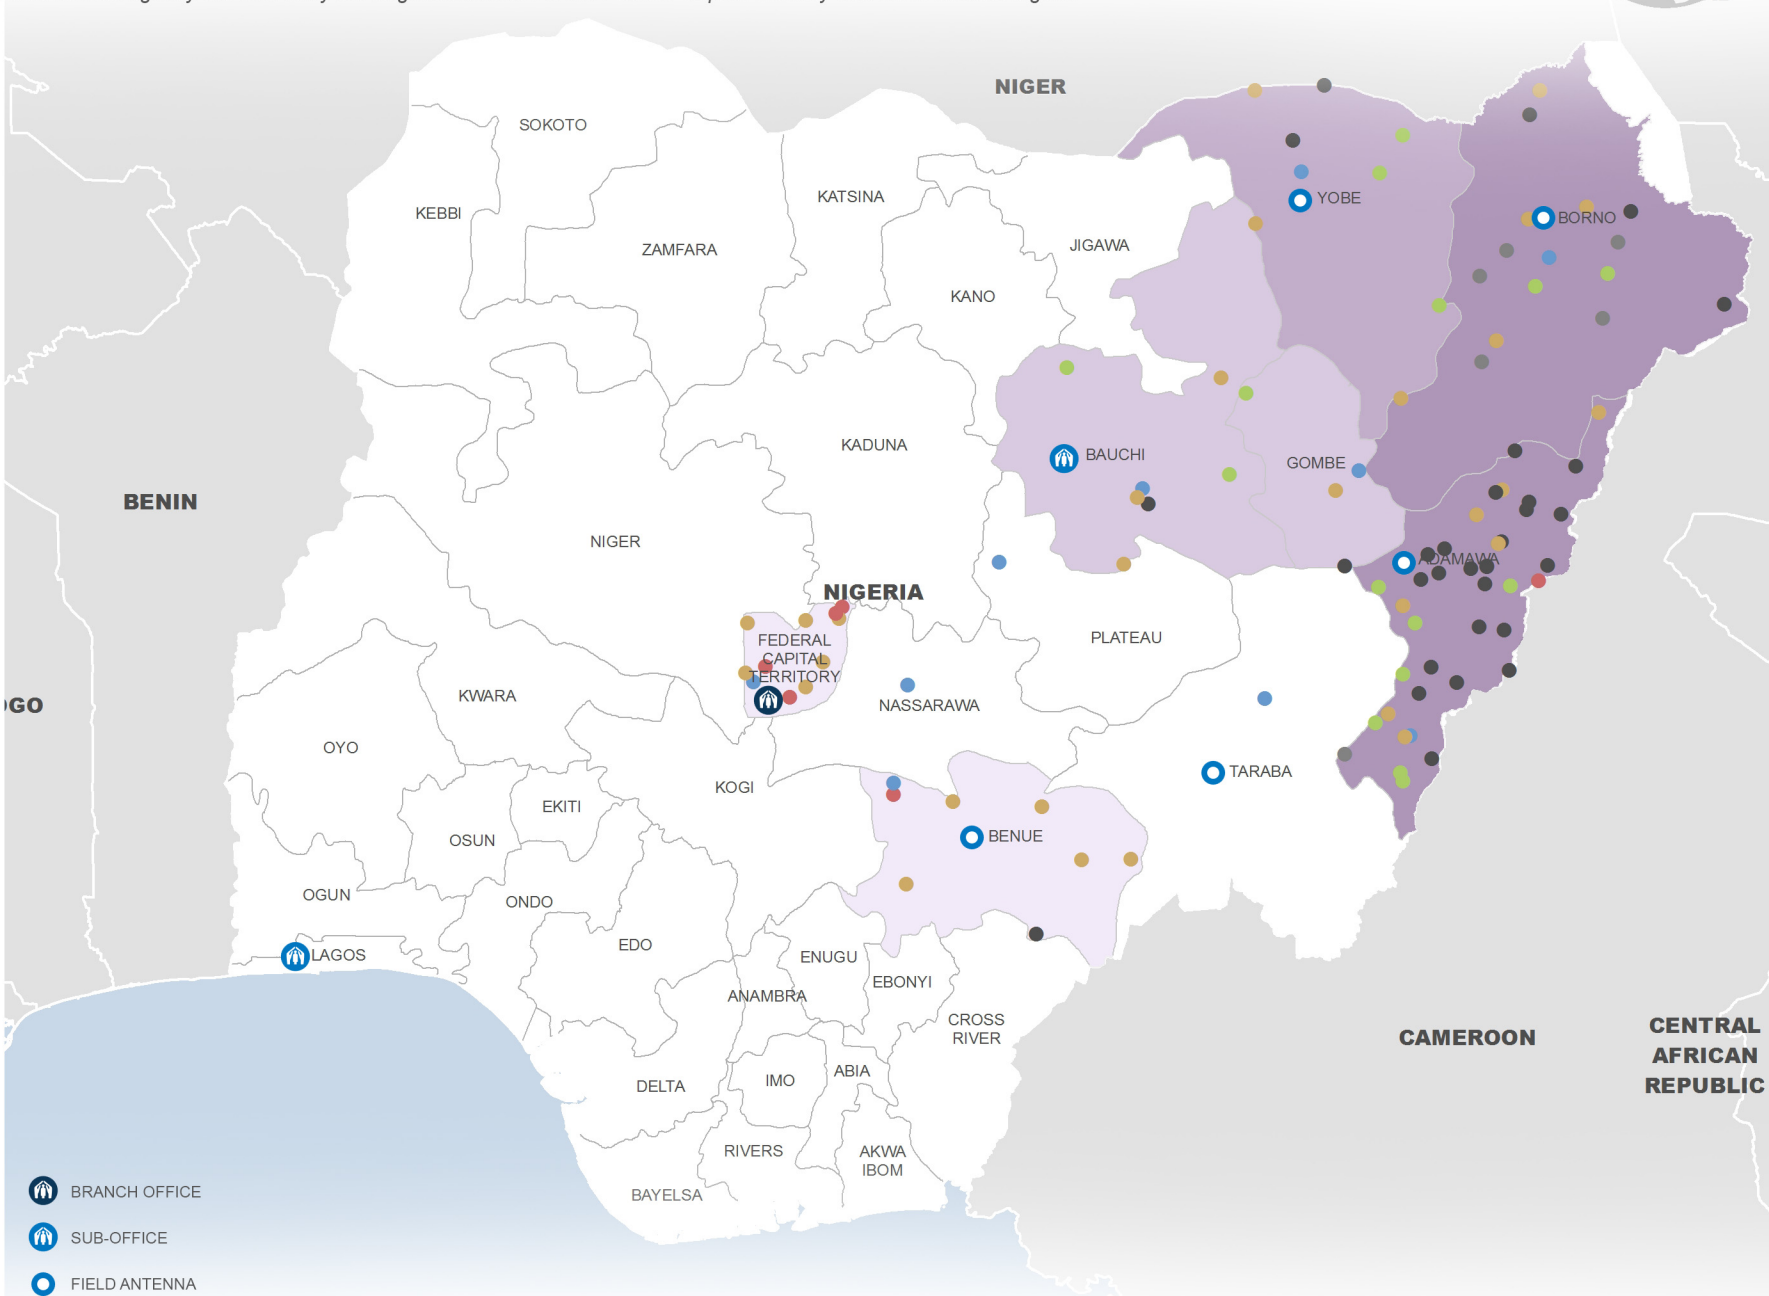 NIGER
SOKOTO
KEBBI
ZAMFARA
KATSINA
KANO
JIGAWA
YOBE
BORNO
BENIN
KADUNA
BAUCHI
GOMBE
NIGER
NIGERIA
ADAMAWA
FEDERAL
CAPITAL
TERRITORY
PLATEAU
KWARA
NASSARAWA
OYO
KOGI
TARABA
EKITI
OSUN
BENUE
OGUN
ONDO
EDO
LAGOS
ENUGU
EBONYI
ANAMBRA
CROSS
RIVER
CAMEROON
CENTRAL
AFRICAN
REPUBLIC
DELTA
IMO
ABIA
RIVERS
AKWA
IBOM
BAYELSA
BRANCH OFFICE
SUB-OFFICE
FIELD ANTENNA